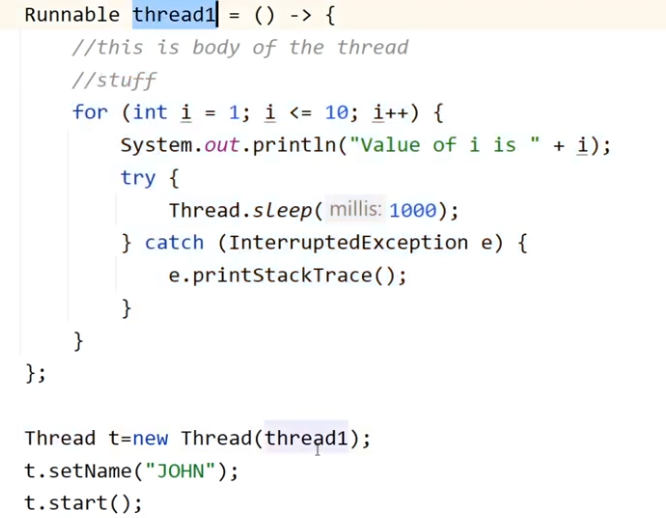 Runnable thread1 = () -> {
//this is body of the thread
//stuff
for (int i = 1; i <= 10; i++) {
System.out.println("Value of i is " + i);
try {
Thread.sleep( millis: 1000);
} catch (InterruptedException e) {
e.printStackTrace();
}
}
};
Thread t=new Thread(thread1);
t.setName("JOHN");
t.start();